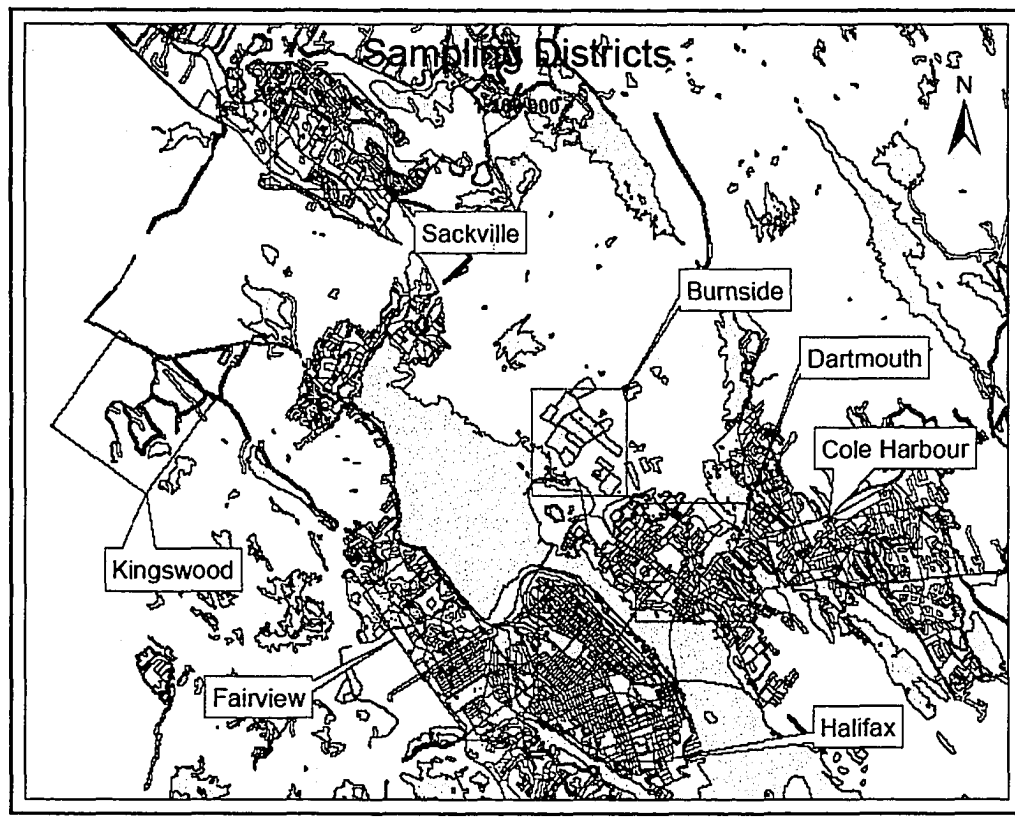 Sampling Districts
N
Sackville
Burnside
Dartmouth
Cole Harbour
Kingswood
Fairview
Halifax